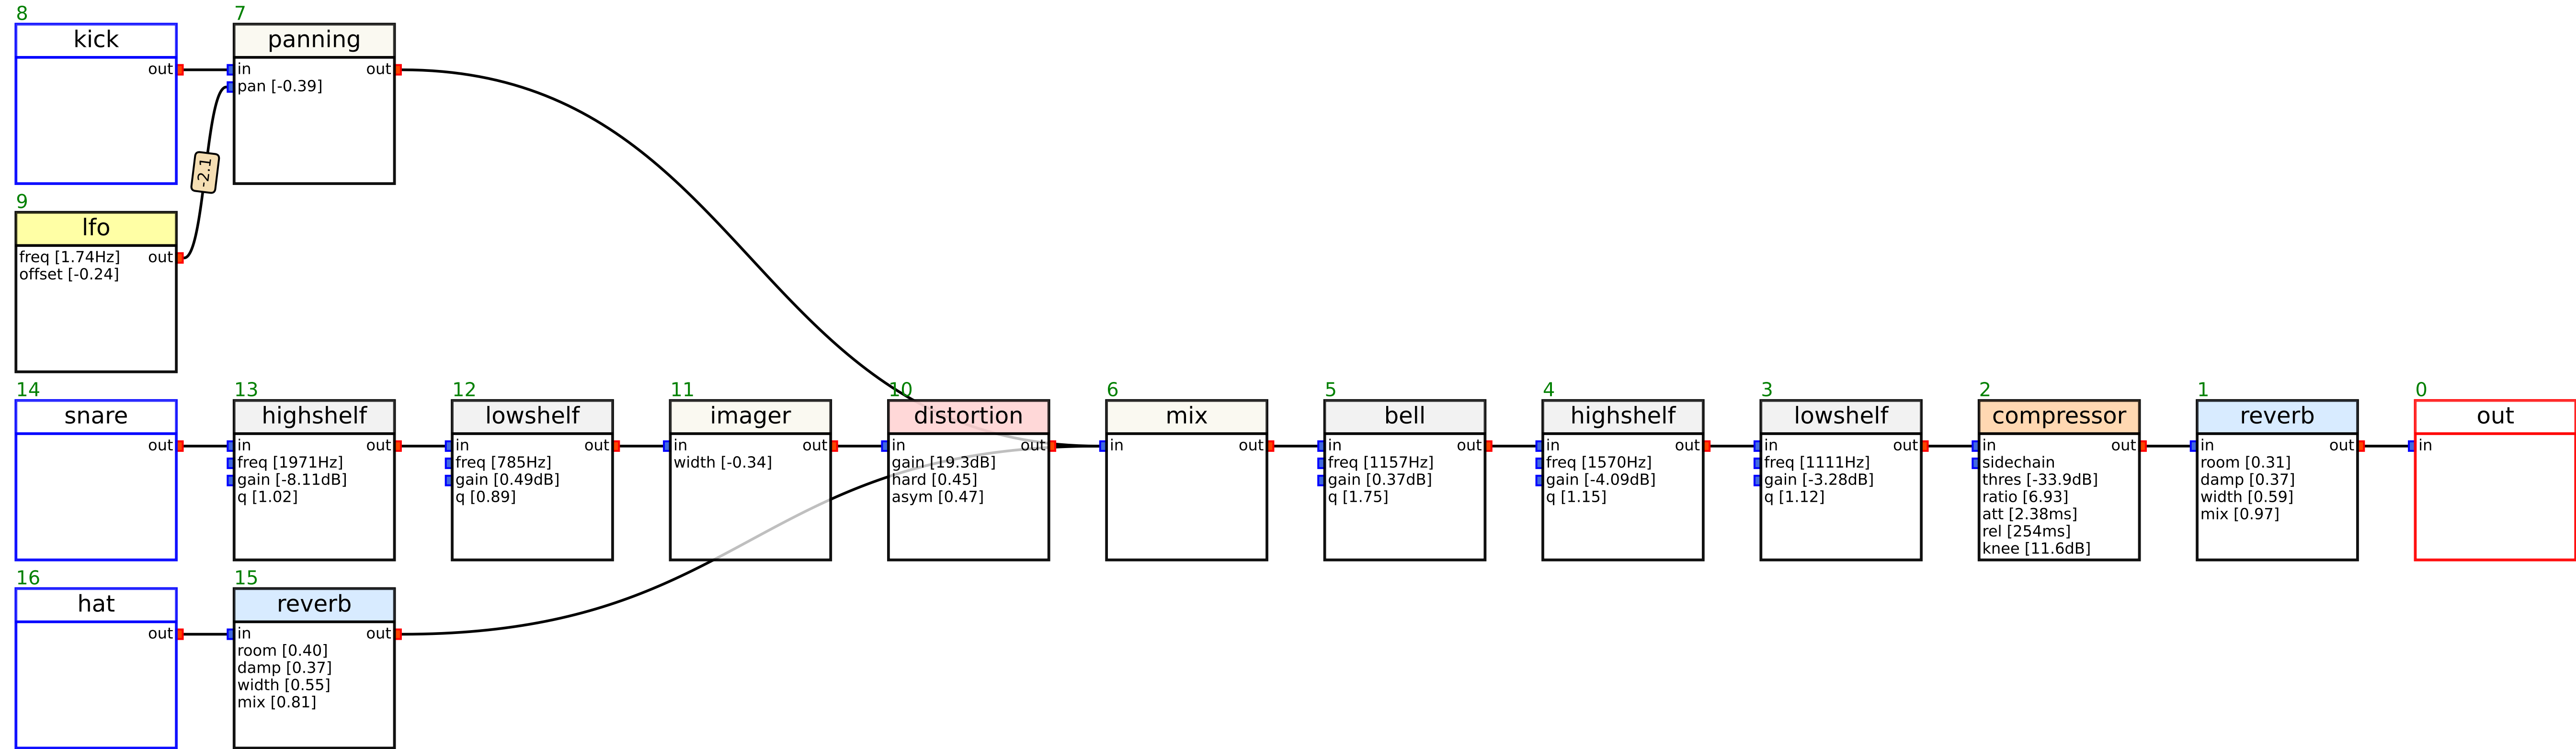 8
kick
out
7
panning
in out
pan [-0.39]
-2.1
9
lfo
freq [1.74Hz] out
offset [-0.24]
14
snare
out
13
highshelf
in out
freq [1971Hz]
gain [-8.11dB]
q [1.02]
12
lowshelf
in out
freq [785Hz]
gain [0.49dB]
q [0.89]
11
imager
in out
width [-0.34]
10
distortion
in out
gain [19.3dB]
hard [0.45]
asym [0.47]
6
mix
in out
5
bell
in out
freq [1157Hz]
gain [0.37dB]
q [1.75]
4
highshelf
in out
freq [1570Hz]
gain [-4.09dB]
q [1.15]
3
lowshelf
in out
freq [1111Hz]
gain [-3.28dB]
q [1.12]
2
compressor
in out
sidechain
thres [-33.9dB]
ratio [6.93]
att [2.38ms]
rel [254ms]
knee [11.6dB]
1
reverb
in out
room [0.31]
damp [0.37]
width [0.59]
mix [0.97]
0
out
in
16
hat
out
15
reverb
in out
room [0.40]
damp [0.37]
width [0.55]
mix [0.81]